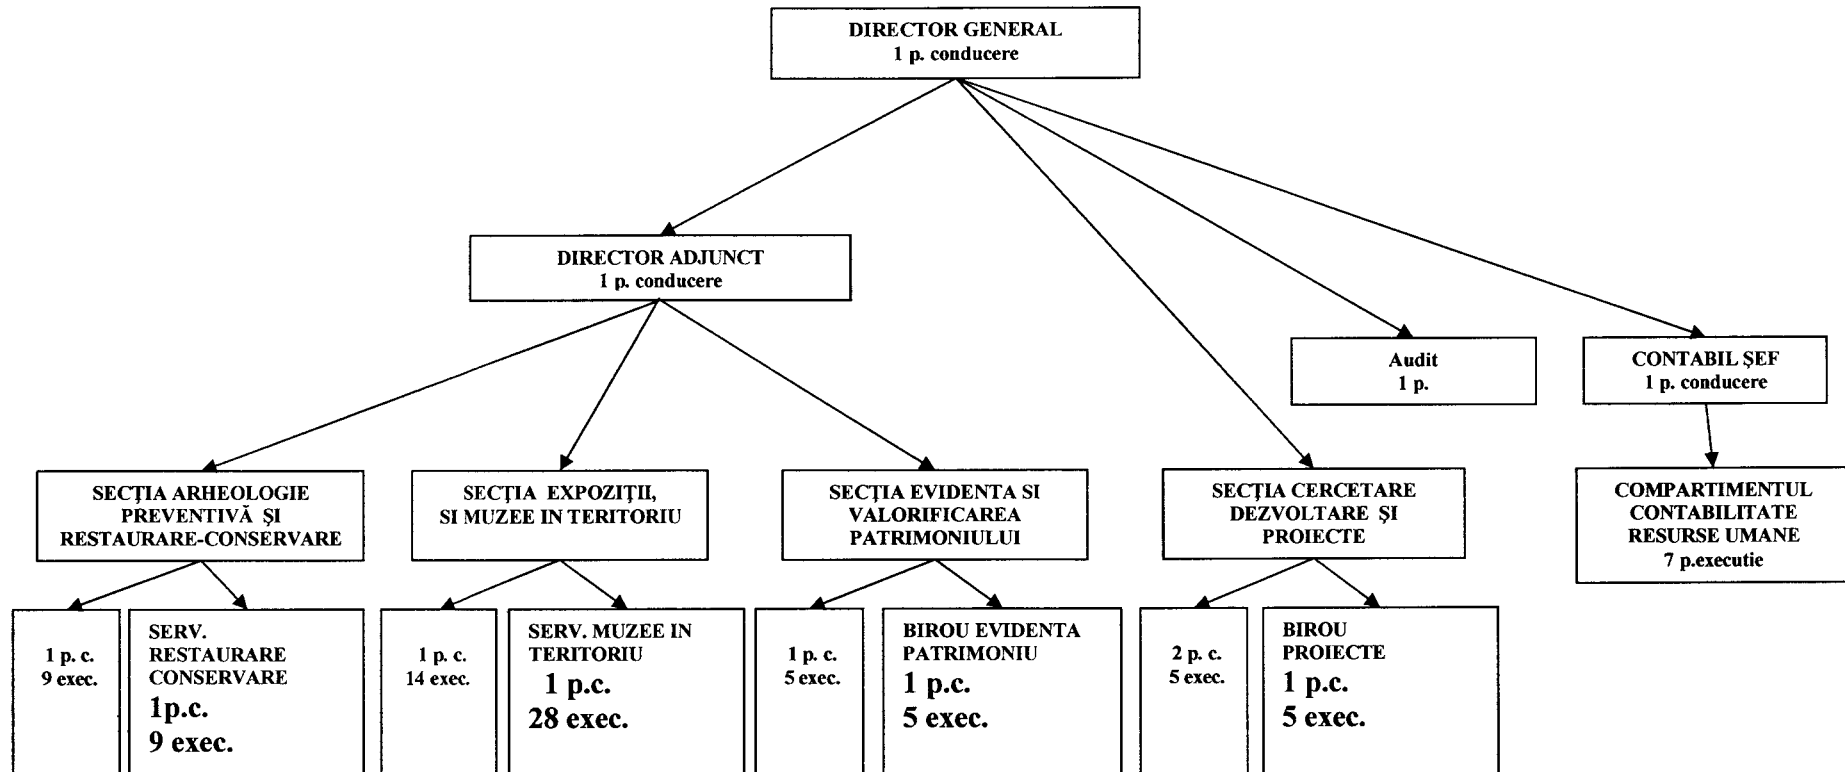 DIRECTOR GENERAL
1 p. conducere
DIRECTOR ADJUNCT
1 p. conducere
Audit
1 p.
CONTABIL ȘEF
1 p. conducere
SECŢIA ARHEOLOGIE
PREVENTIVĂ ŞI
RESTAURARE-CONSERVARE
SECŢIA EXPOZIŢII,
SI MUZEE IN TERITORIU
SECŢIA EVIDENTA SI
VALORIFICAREA
PATRIMONIULUI
SECŢIA CERCETARE
DEZVOLTARE ŞI
PROIECTE
COMPARTIMENTUL
CONTABILITATE
RESURSE UMANE
7 p.executie
1 p. c.
9 exec.
SERV.
RESTAURARE
CONSERVARE
1p.c.
9 exec.
1 p. c.
14 exec.
SERV. MUZEE IN
TERITORIU
1 p.c.
28 exec.
1 p. c.
5 exec.
BIROU EVIDENTA
PATRIMONIU
1 p.c.
5 exec.
2 p. c.
5 exec.
BIROU
PROIECTE
1 p.c.
5 exec.